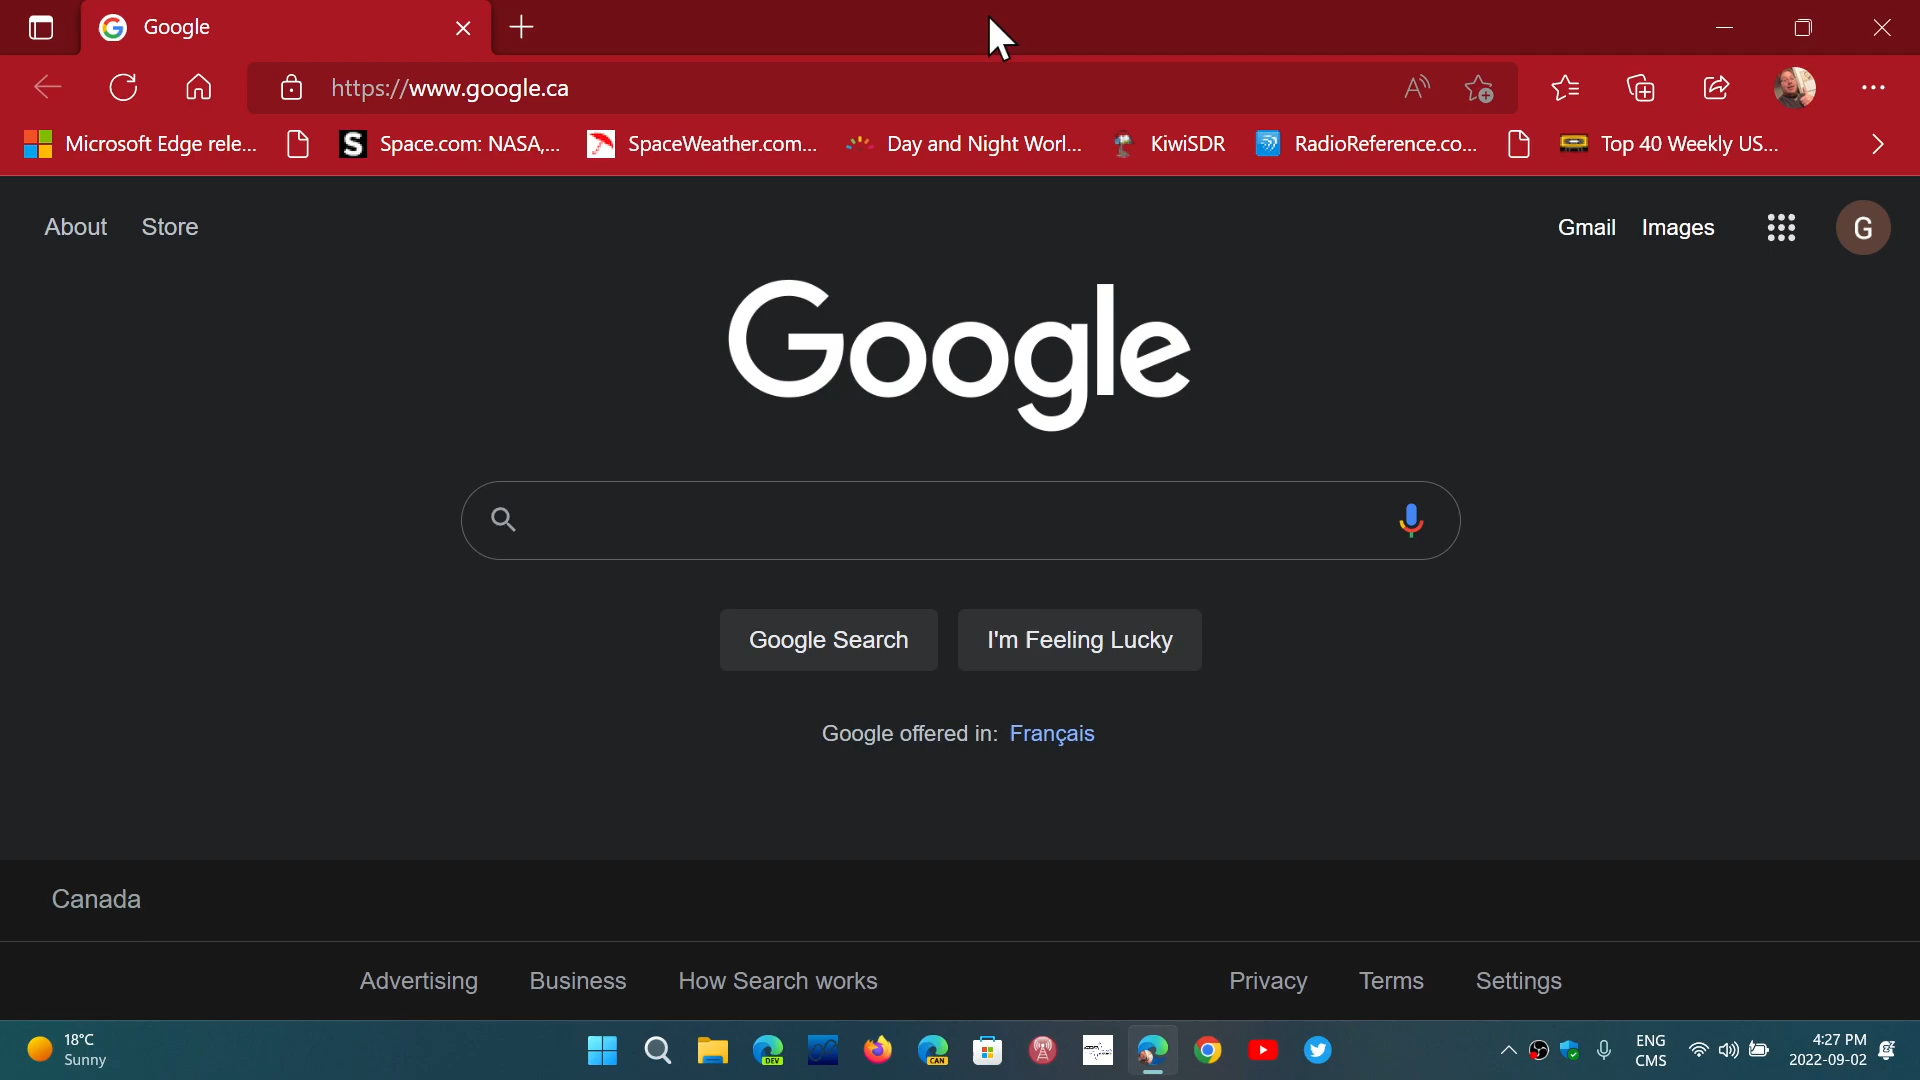 Google
https://www.google.ca
Microsoft Edge rele...
Space.com: NASA,...
SpaceWeather.com...
Day and Night Worl...
KiwiSDR
RadioReference.co...
Top 40 Weekly US...
About Store
Gmail Images
G
Google
Google Search
I'm Feeling Lucky
Google offered in: Français
Canada
Advertising Business How Search works
Privacy Terms Settings
18°C
Sunny
DEV
CAN
ENG
CMS
4:27 PM
2022-09-02